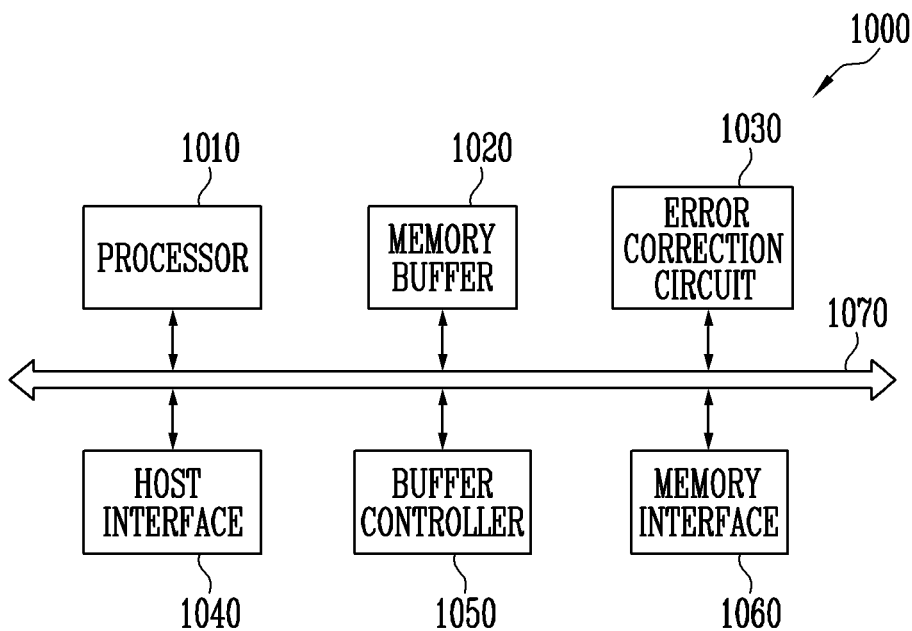 1000
1010
1020
1030
PROCESSOR
MEMORY
BUFFER
ERROR
CORRECTION
CIRCUIT
1070
HOST
INTERFACE
BUFFER
CONTROLLER
MEMORY
INTERFACE
1040
1050
1060